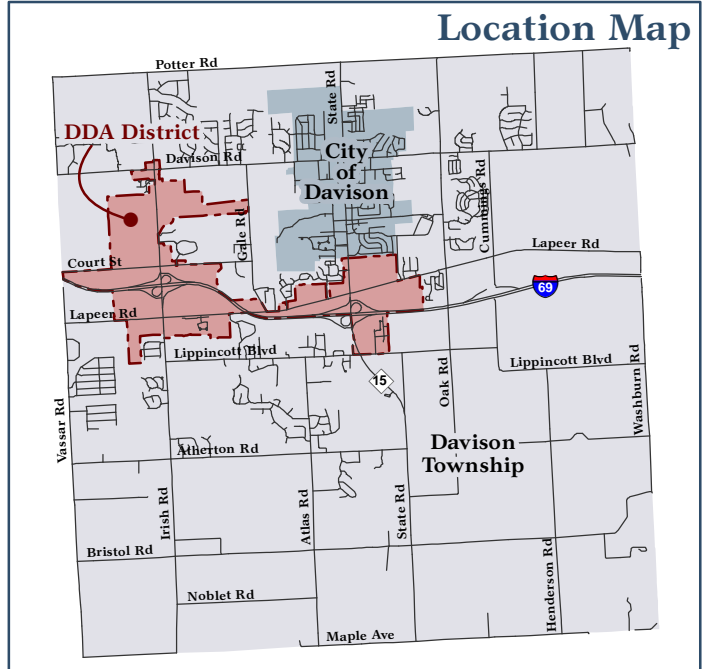 Location Map
Potter Rd
State Rd
DDA District
Davison Rd
City
of
Davison
Cummings Rd
Gale Rd
Lapeer Rd
Court St
69
Lapeer Rd
Lippincott Blvd
Lippincott Blvd
15
Oak Rd
Washburn Rd
Vassar Rd
Davison
Township
Atherton Rd
Irish Rd
Atlas Rd
State Rd
Bristol Rd
Henderson Rd
Noblet Rd
Maple Ave